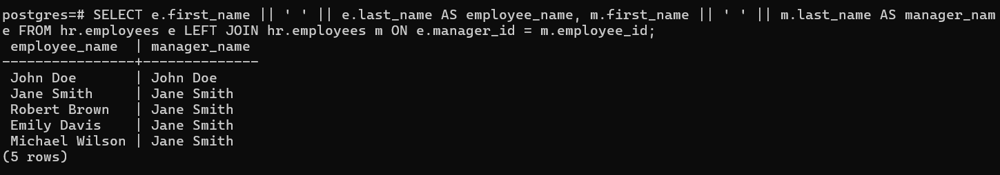 postgres=# SELECT e.first_name || ' ' || e.last_name AS employee_name, m.first_name || ' ' || m.last_name AS manager_nam
e FROM hr.employees e LEFT JOIN hr.employees m ON e.manager_id = m.employee_id;
 employee_name  | manager_name
----------------+--------------
 John Doe       | John Doe
 Jane Smith     | Jane Smith
 Robert Brown   | Jane Smith
 Emily Davis    | Jane Smith
 Michael Wilson | Jane Smith
(5 rows)